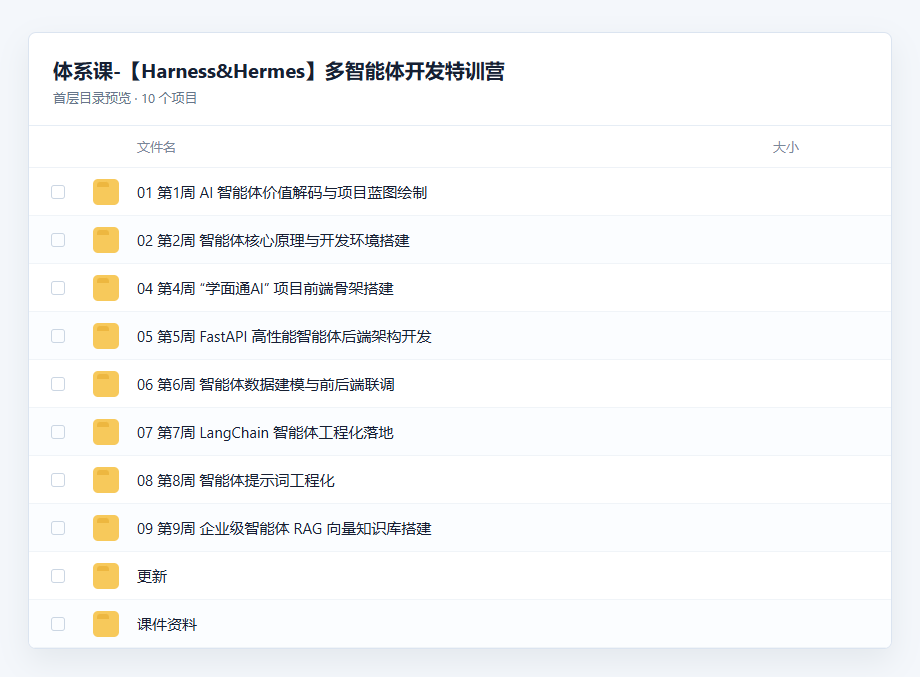 体系课-【Harness&Hermes】多智能体开发特训营
首层目录预览 · 10 个项目
文件名 大小
01 第1周 AI 智能体价值解码与项目蓝图绘制
02 第2周 智能体核心原理与开发环境搭建
04 第4周 “学面通AI” 项目前端骨架搭建
05 第5周 FastAPI 高性能智能体后端架构开发
06 第6周 智能体数据建模与前后端联调
07 第7周 LangChain 智能体工程化落地
08 第8周 智能体提示词工程化
09 第9周 企业级智能体 RAG 向量知识库搭建
更新
课件资料